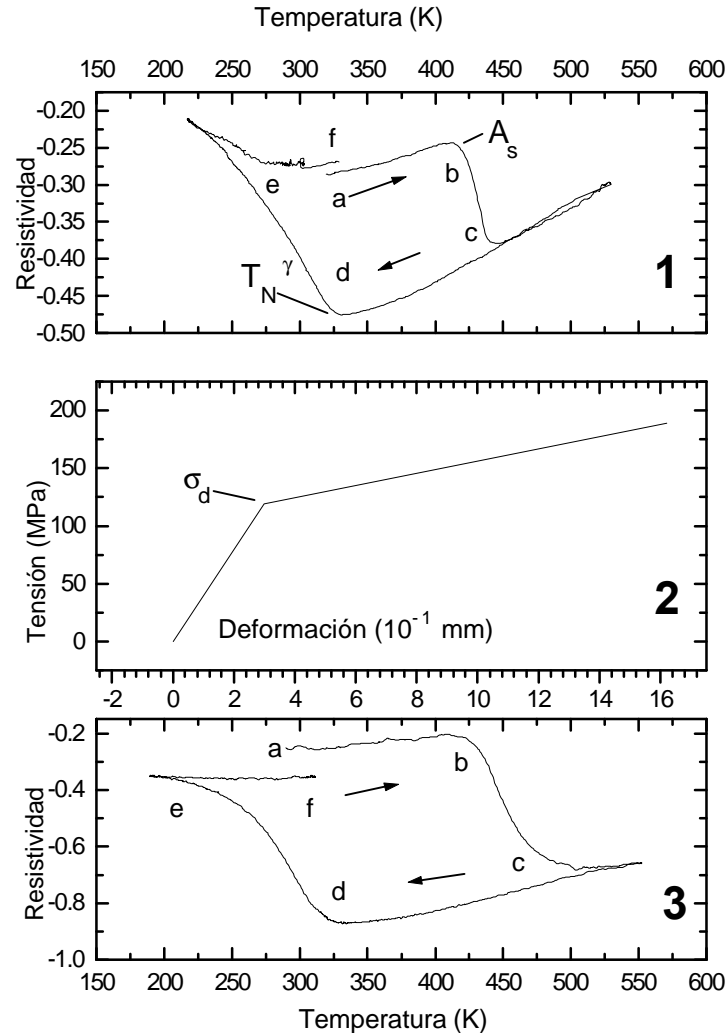 Temperatura (K)
150 200 250 300 350 400 450 500 550 600
-0.20
-0.25
-0.30
-0.35
-0.40
-0.45
-0.50
Resistividad
f
e
a
b
A_s
c
d
γ
T_N
1
200
150
100
50
0
Tensión (MPa)
σ_d
2
Deformación (10^-1 mm)
-2 0 2 4 6 8 10 12 14 16
-0.2
-0.4
-0.6
-0.8
-1.0
Resistividad
a
b
e
f
c
d
3
150 200 250 300 350 400 450 500 550 600
Temperatura (K)